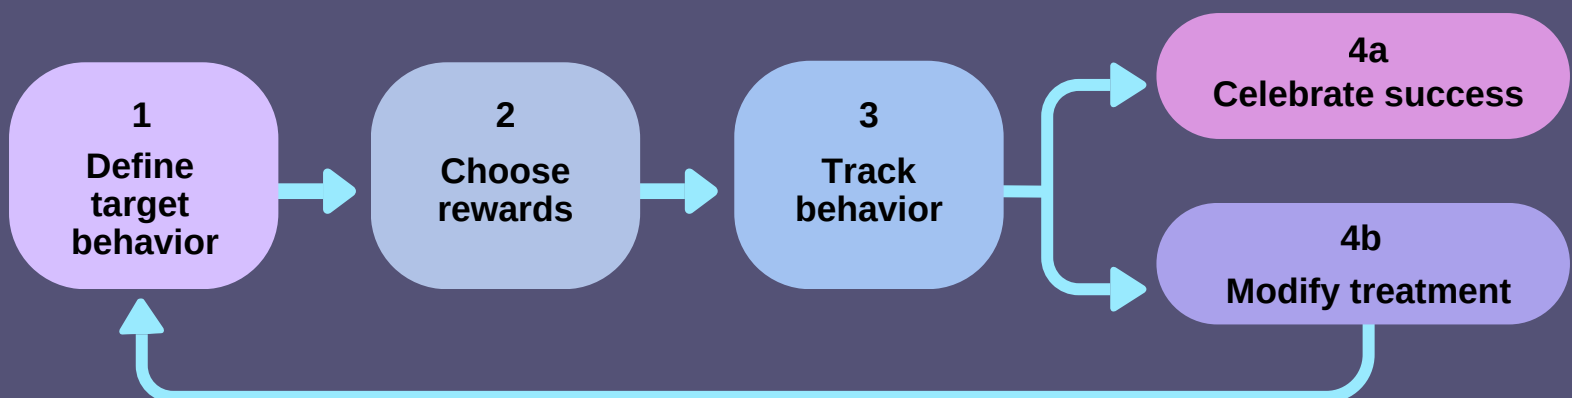 1
Define
target
behavior
2
Choose
rewards
3
Track
behavior
4a
Celebrate success
4b
Modify treatment